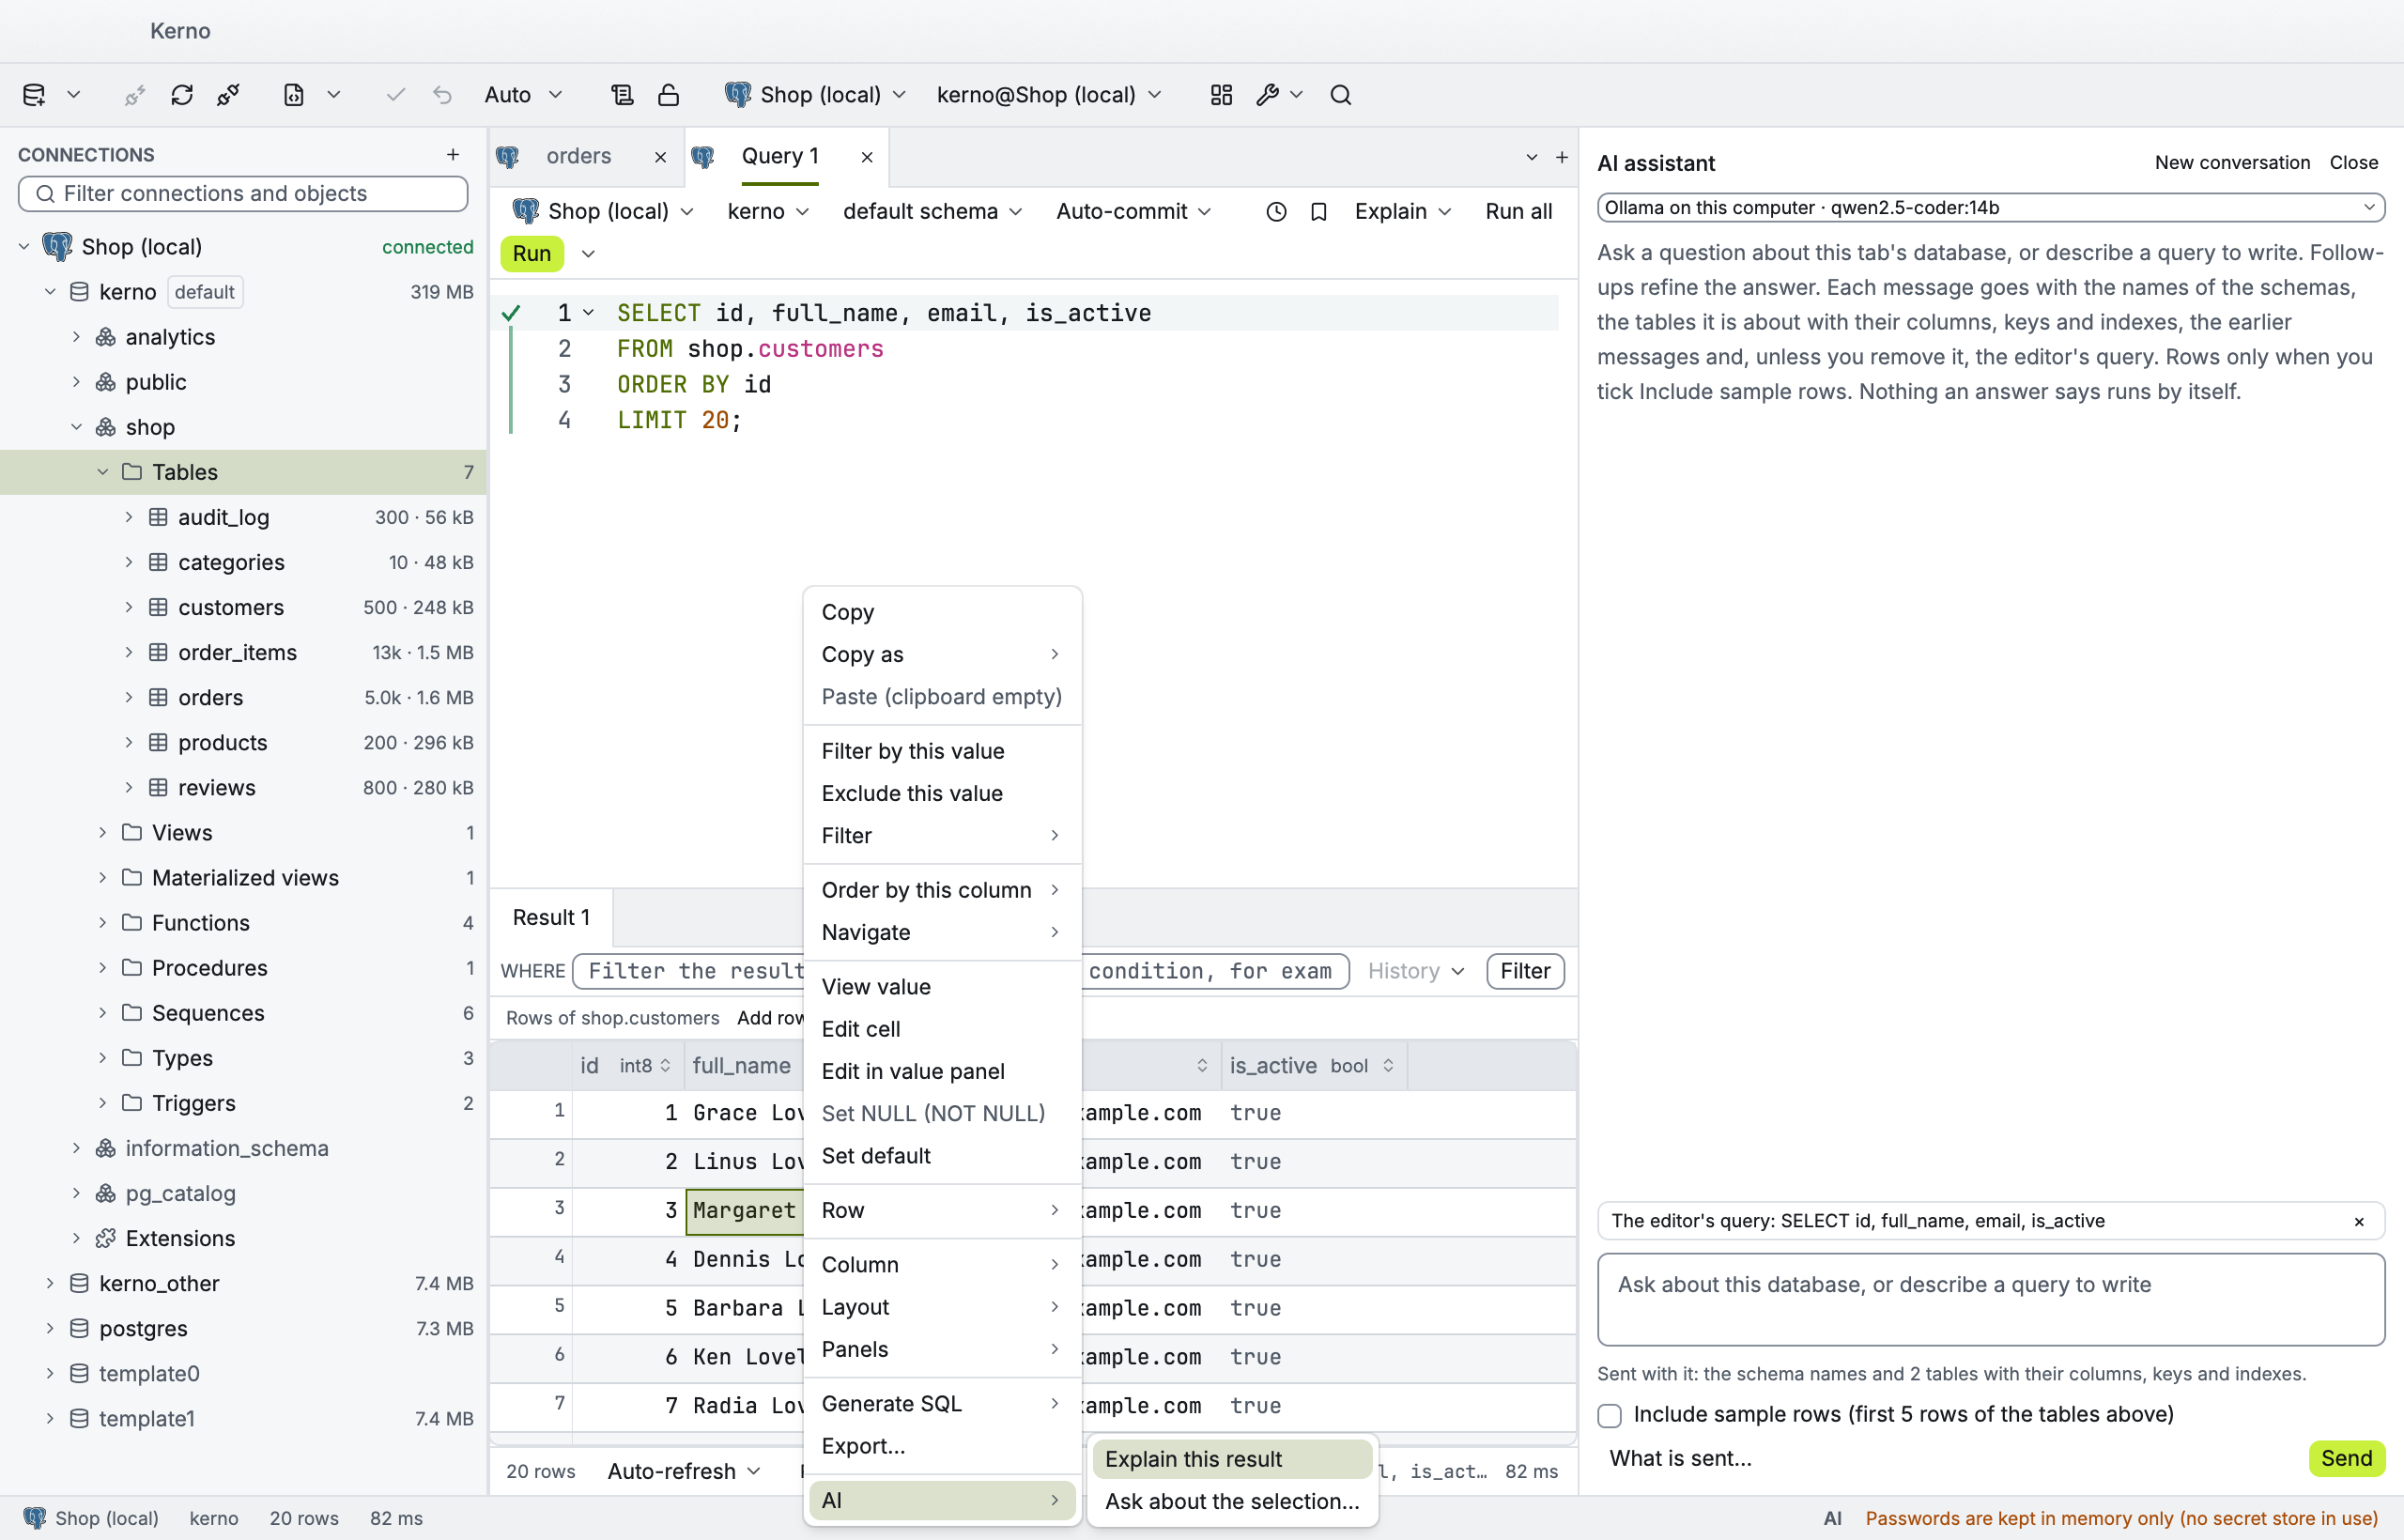 Kerno
Auto
Shop (local)
kerno@Shop (local)
CONNECTIONS
Filter connections and objects
Shop (local) connected
kerno default 319 MB
analytics
public
shop
Tables 7
audit_log 300 · 56 kB
categories 10 · 48 kB
customers 500 · 248 kB
order_items 13k · 1.5 MB
orders 5.0k · 1.6 MB
products 200 · 296 kB
reviews 800 · 280 kB
Views 1
Materialized views 1
Functions 4
Procedures 1
Sequences 6
Types 3
Triggers 2
information_schema
pg_catalog
Extensions
kerno_other 7.4 MB
postgres 7.3 MB
template0
template1 7.4 MB
orders
Query 1
Shop (local) kerno default schema Auto-commit Explain Run all
Run
1 SELECT id, full_name, email, is_active
2 FROM shop.customers
3 ORDER BY id
4 LIMIT 20;
Result 1
WHERE Filter the result condition, for exam History Filter
Rows of shop.customers Add row
id int8 full_name is_active bool
1 1 Grace Lov ample.com true
2 2 Linus Lov ample.com true
3 3 Margaret ample.com true
4 4 Dennis Lo ample.com true
5 5 Barbara L ample.com true
6 6 Ken Lovel ample.com true
7 7 Radia Lov ample.com true
20 rows Auto-refresh l, is_act… 82 ms
Copy
Copy as
Paste (clipboard empty)
Filter by this value
Exclude this value
Filter
Order by this column
Navigate
View value
Edit cell
Edit in value panel
Set NULL (NOT NULL)
Set default
Row
Column
Layout
Panels
Generate SQL
Export...
AI
Explain this result
Ask about the selection...
AI assistant New conversation Close
Ollama on this computer · qwen2.5-coder:14b
Ask a question about this tab's database, or describe a query to write. Follow-
ups refine the answer. Each message goes with the names of the schemas,
the tables it is about with their columns, keys and indexes, the earlier
messages and, unless you remove it, the editor's query. Rows only when you
tick Include sample rows. Nothing an answer says runs by itself.
The editor's query: SELECT id, full_name, email, is_active
Ask about this database, or describe a query to write
Sent with it: the schema names and 2 tables with their columns, keys and indexes.
Include sample rows (first 5 rows of the tables above)
What is sent... Send
Shop (local) kerno 20 rows 82 ms
AI Passwords are kept in memory only (no secret store in use)